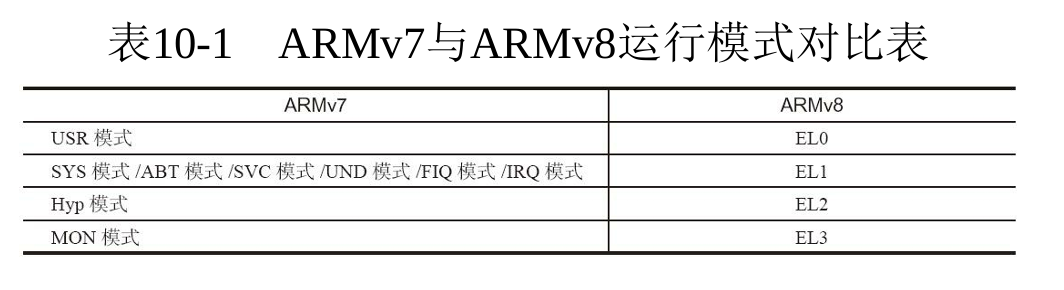 表10-1 ARMv7与ARMv8运行模式对比表
ARMv7 ARMv8
USR 模式 EL0
SYS 模式 /ABT 模式 /SVC 模式 /UND 模式 /FIQ 模式 /IRQ 模式 EL1
Hyp 模式 EL2
MON 模式 EL3